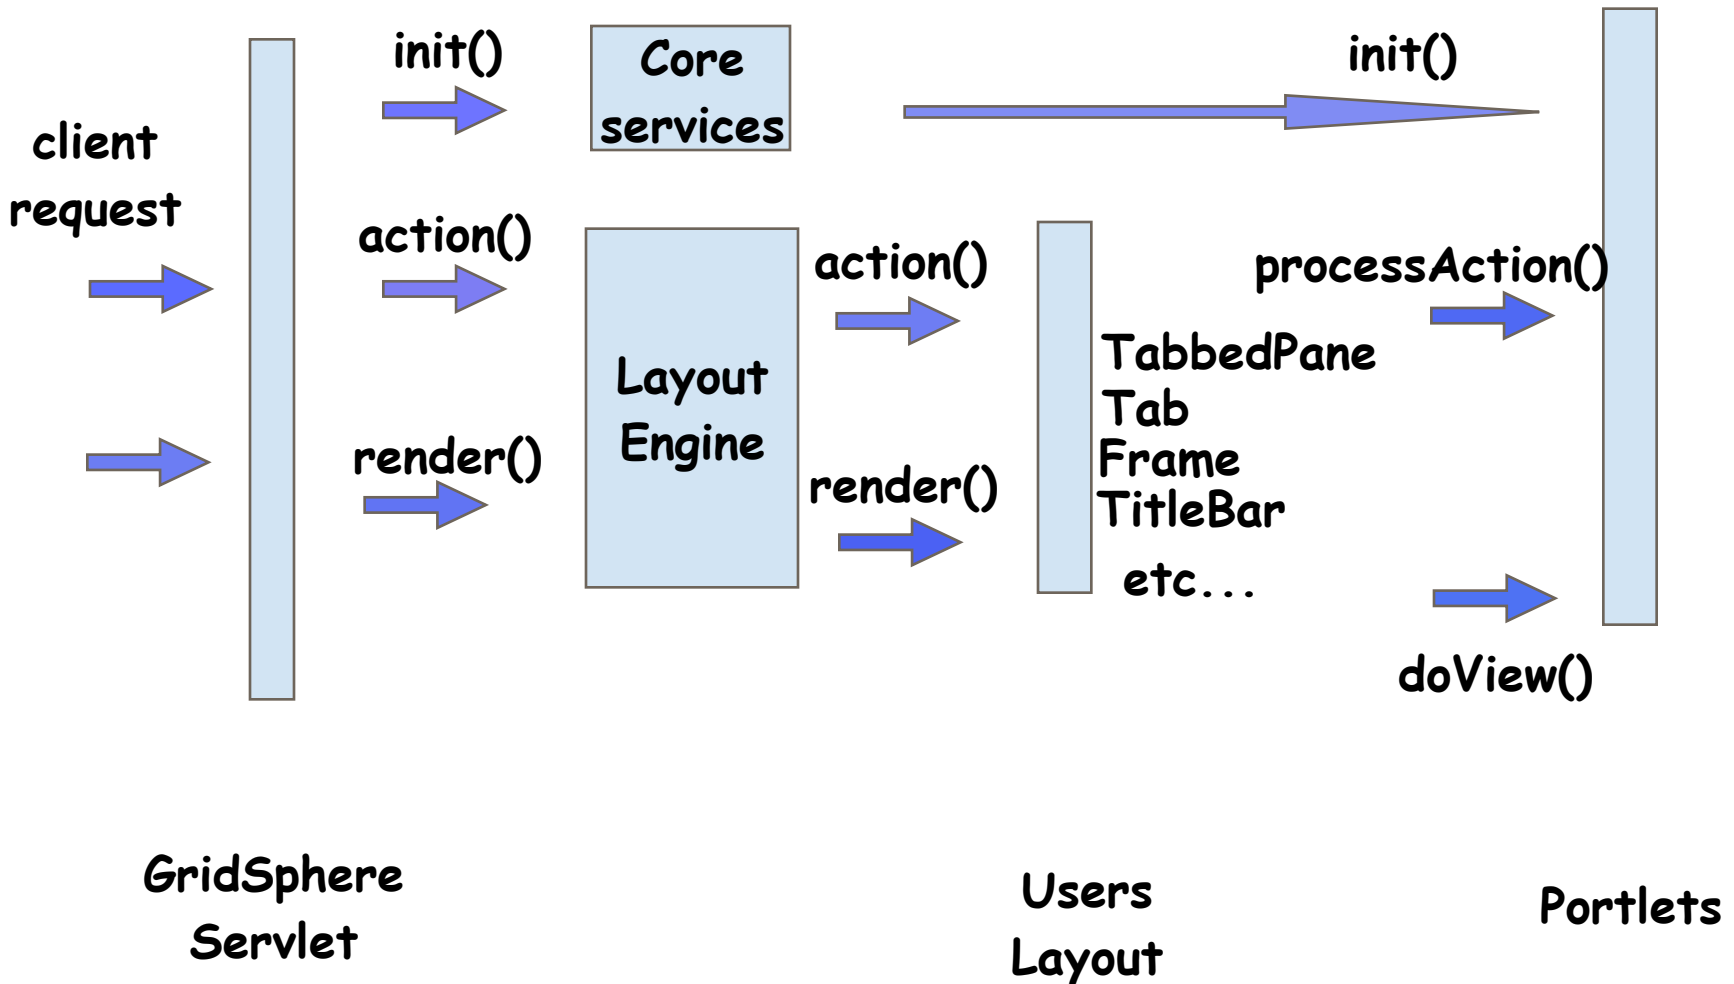 init()
Core
services
init()
client
request
action()
action()
processAction()
Layout
Engine
TabbedPane
Tab
Frame
TitleBar
etc...
render()
render()
doView()
GridSphere
Servlet
Users
Layout
Portlets